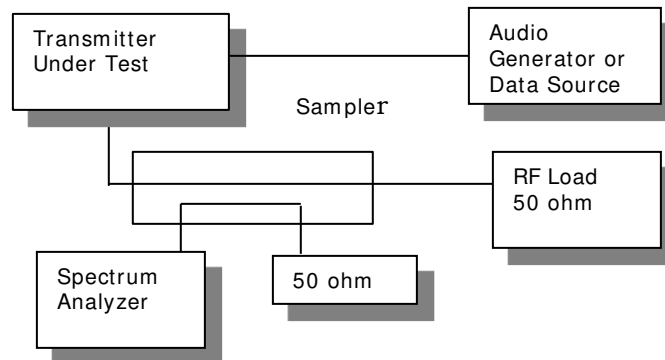 Transmitter
Under Test
Audio
Generator or
Data Source
Sampler
RF Load
50 ohm
Spectrum
Analyzer
50 ohm